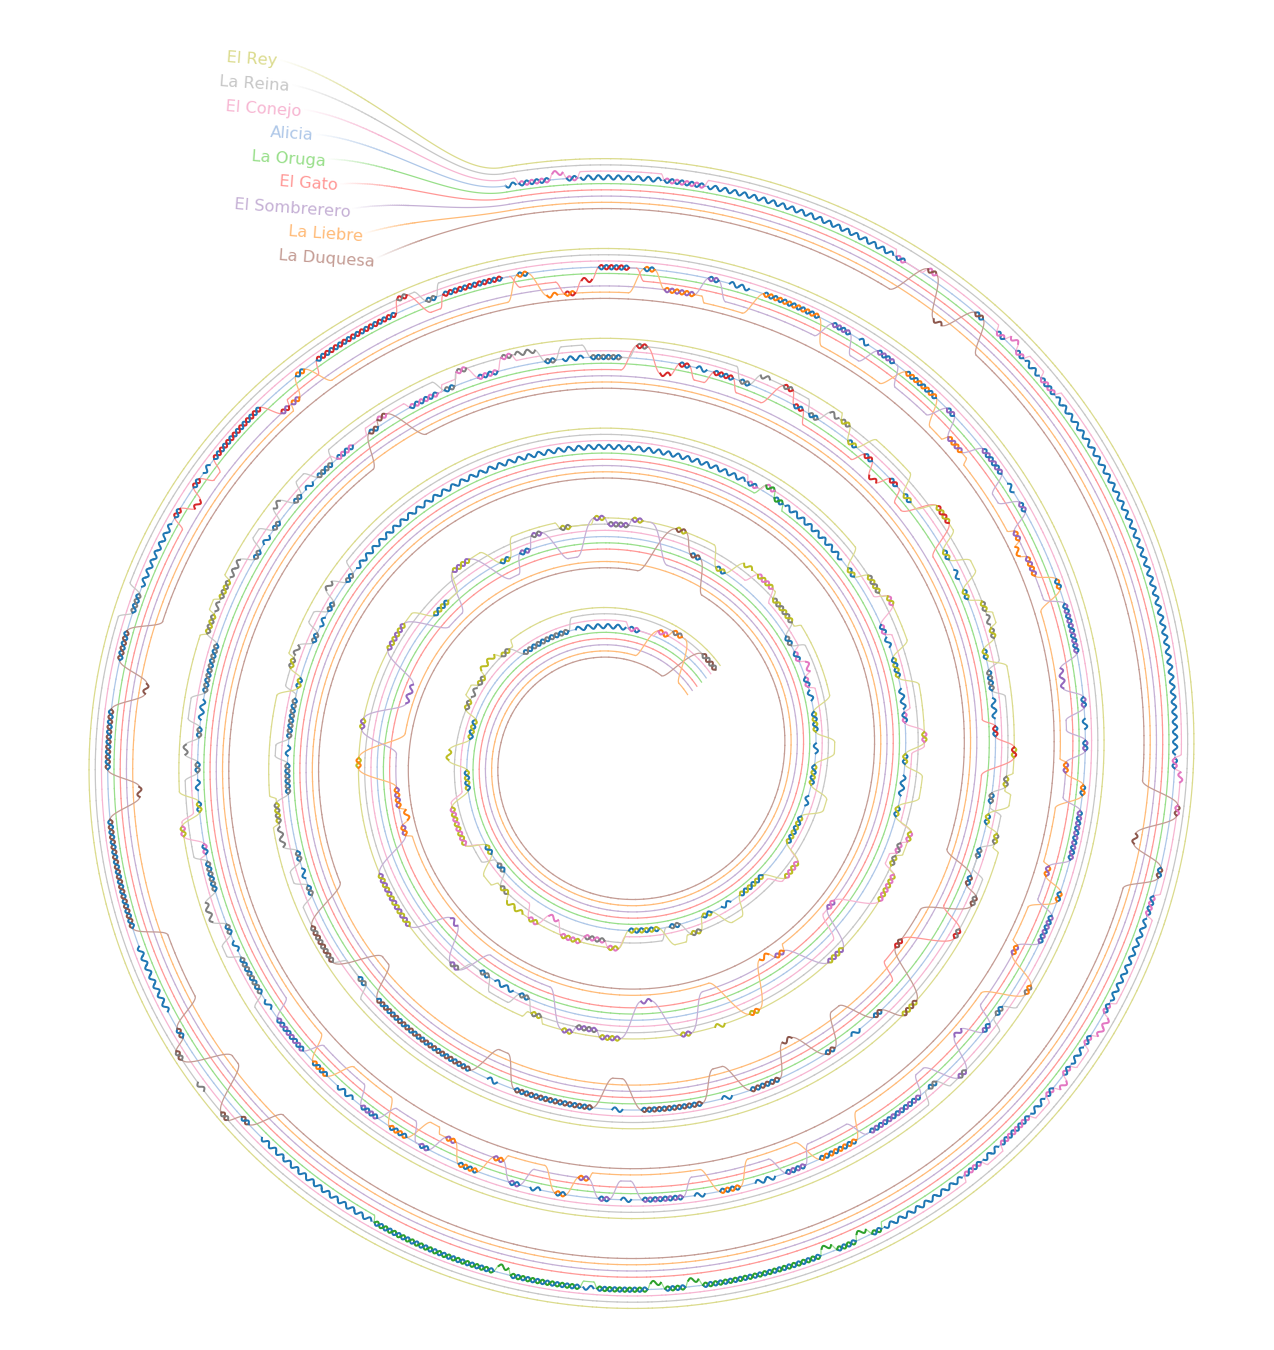 El Rey
La Reina
El Conejo
Alicia
La Oruga
El Gato
El Sombrerero
La Liebre
La Duquesa